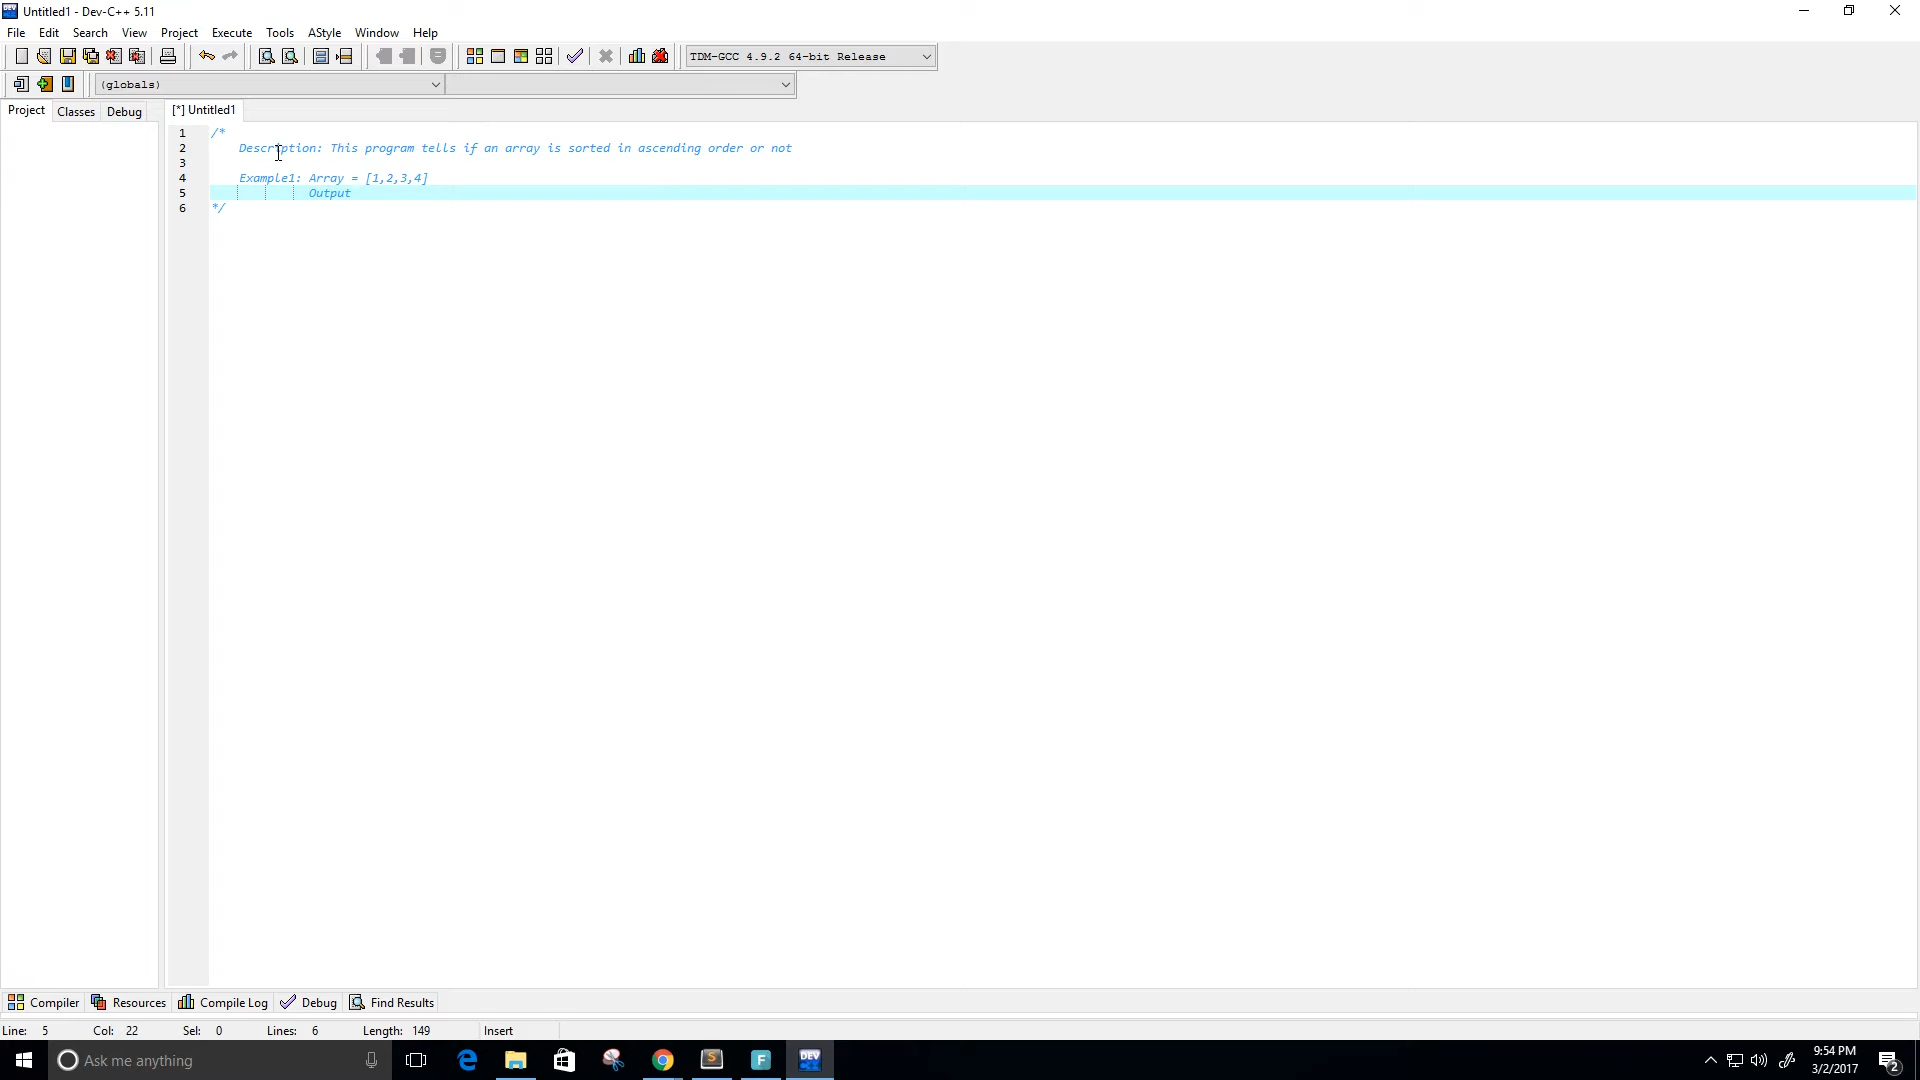 Untitled1 - Dev-C++ 5.11
File Edit Search View Project Execute Tools AStyle Window Help
TDM-GCC 4.9.2 64-bit Release
(globals)
Project Classes Debug [*] Untitled1
1 /*
2 Description: This program tells if an array is sorted in ascending order or not
3
4 Example1: Array = [1,2,3,4]
5 Output
6 */
Compiler Resources Compile Log Debug Find Results
Line: 5 Col: 22 Sel: 0 Lines: 6 Length: 149 Insert
Ask me anything
DEV
S
F
9:54 PM
3/2/2017
2